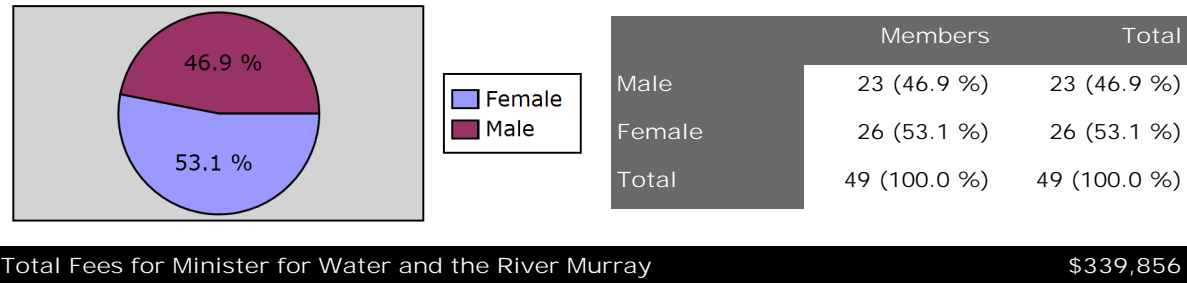 46.9 %
53.1 %
Female
Male
Members Total
Male 23 (46.9 %) 23 (46.9 %)
Female 26 (53.1 %) 26 (53.1 %)
Total 49 (100.0 %) 49 (100.0 %)
Total Fees for Minister for Water and the River Murray $339,856